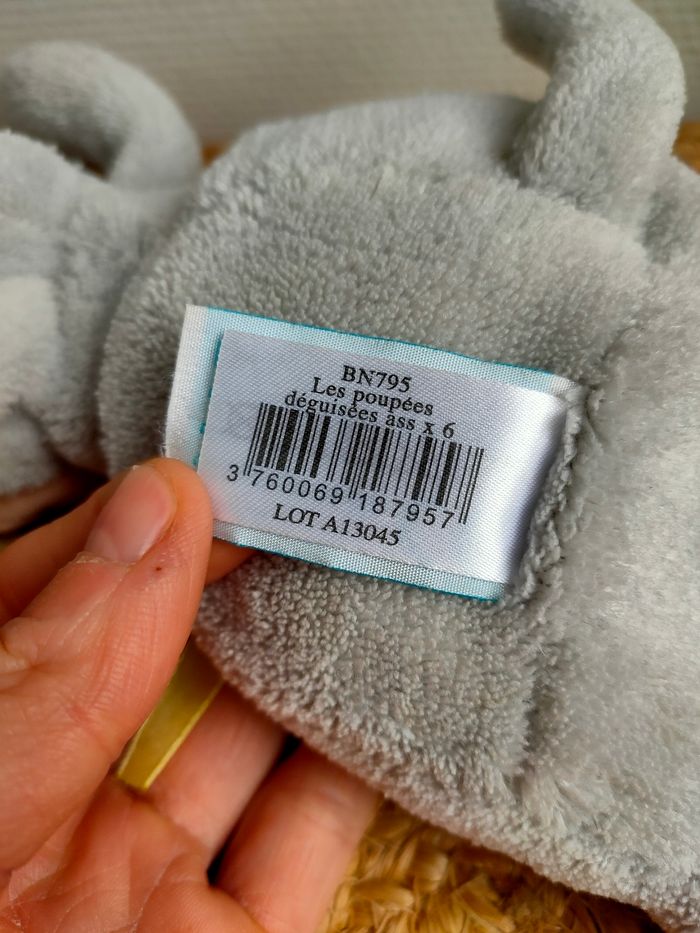 BN795
Les poupées
déguisées ass x 6
3 760069 187957
LOT A13045